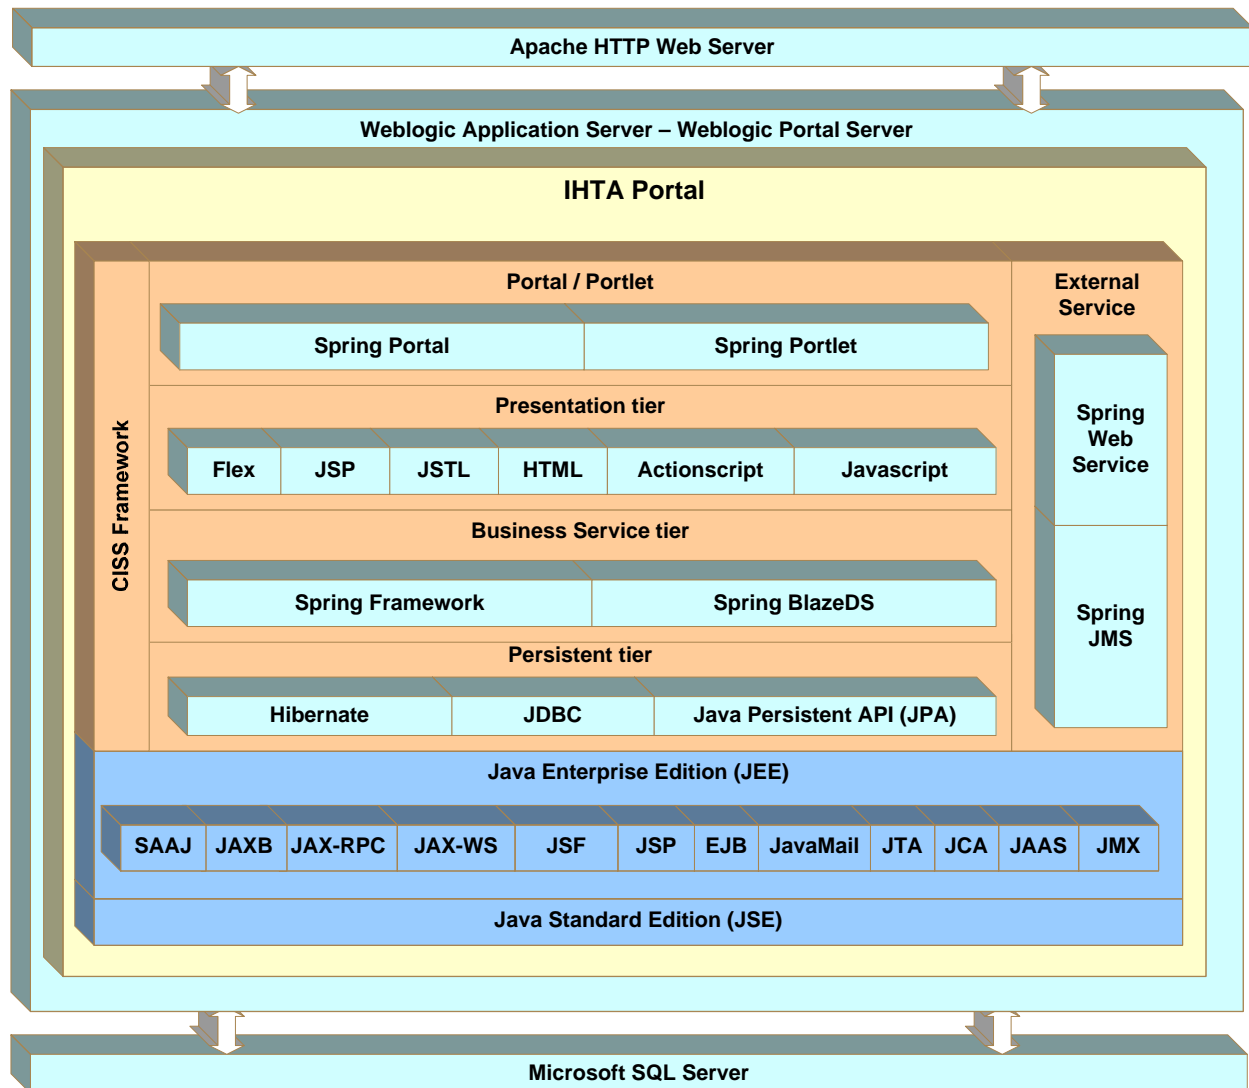 Apache HTTP Web Server
Weblogic Application Server – Weblogic Portal Server
IHTA Portal
CISS Framework
Portal / Portlet
Spring Portal
Spring Portlet
Presentation tier
Flex
JSP
JSTL
HTML
Actionscript
Javascript
Business Service tier
Spring Framework
Spring BlazeDS
Persistent tier
Hibernate
JDBC
Java Persistent API (JPA)
External
Service
Spring
Web
Service
Spring
JMS
Java Enterprise Edition (JEE)
SAAJ
JAXB
JAX-RPC
JAX-WS
JSF
JSP
EJB
JavaMail
JTA
JCA
JAAS
JMX
Java Standard Edition (JSE)
Microsoft SQL Server